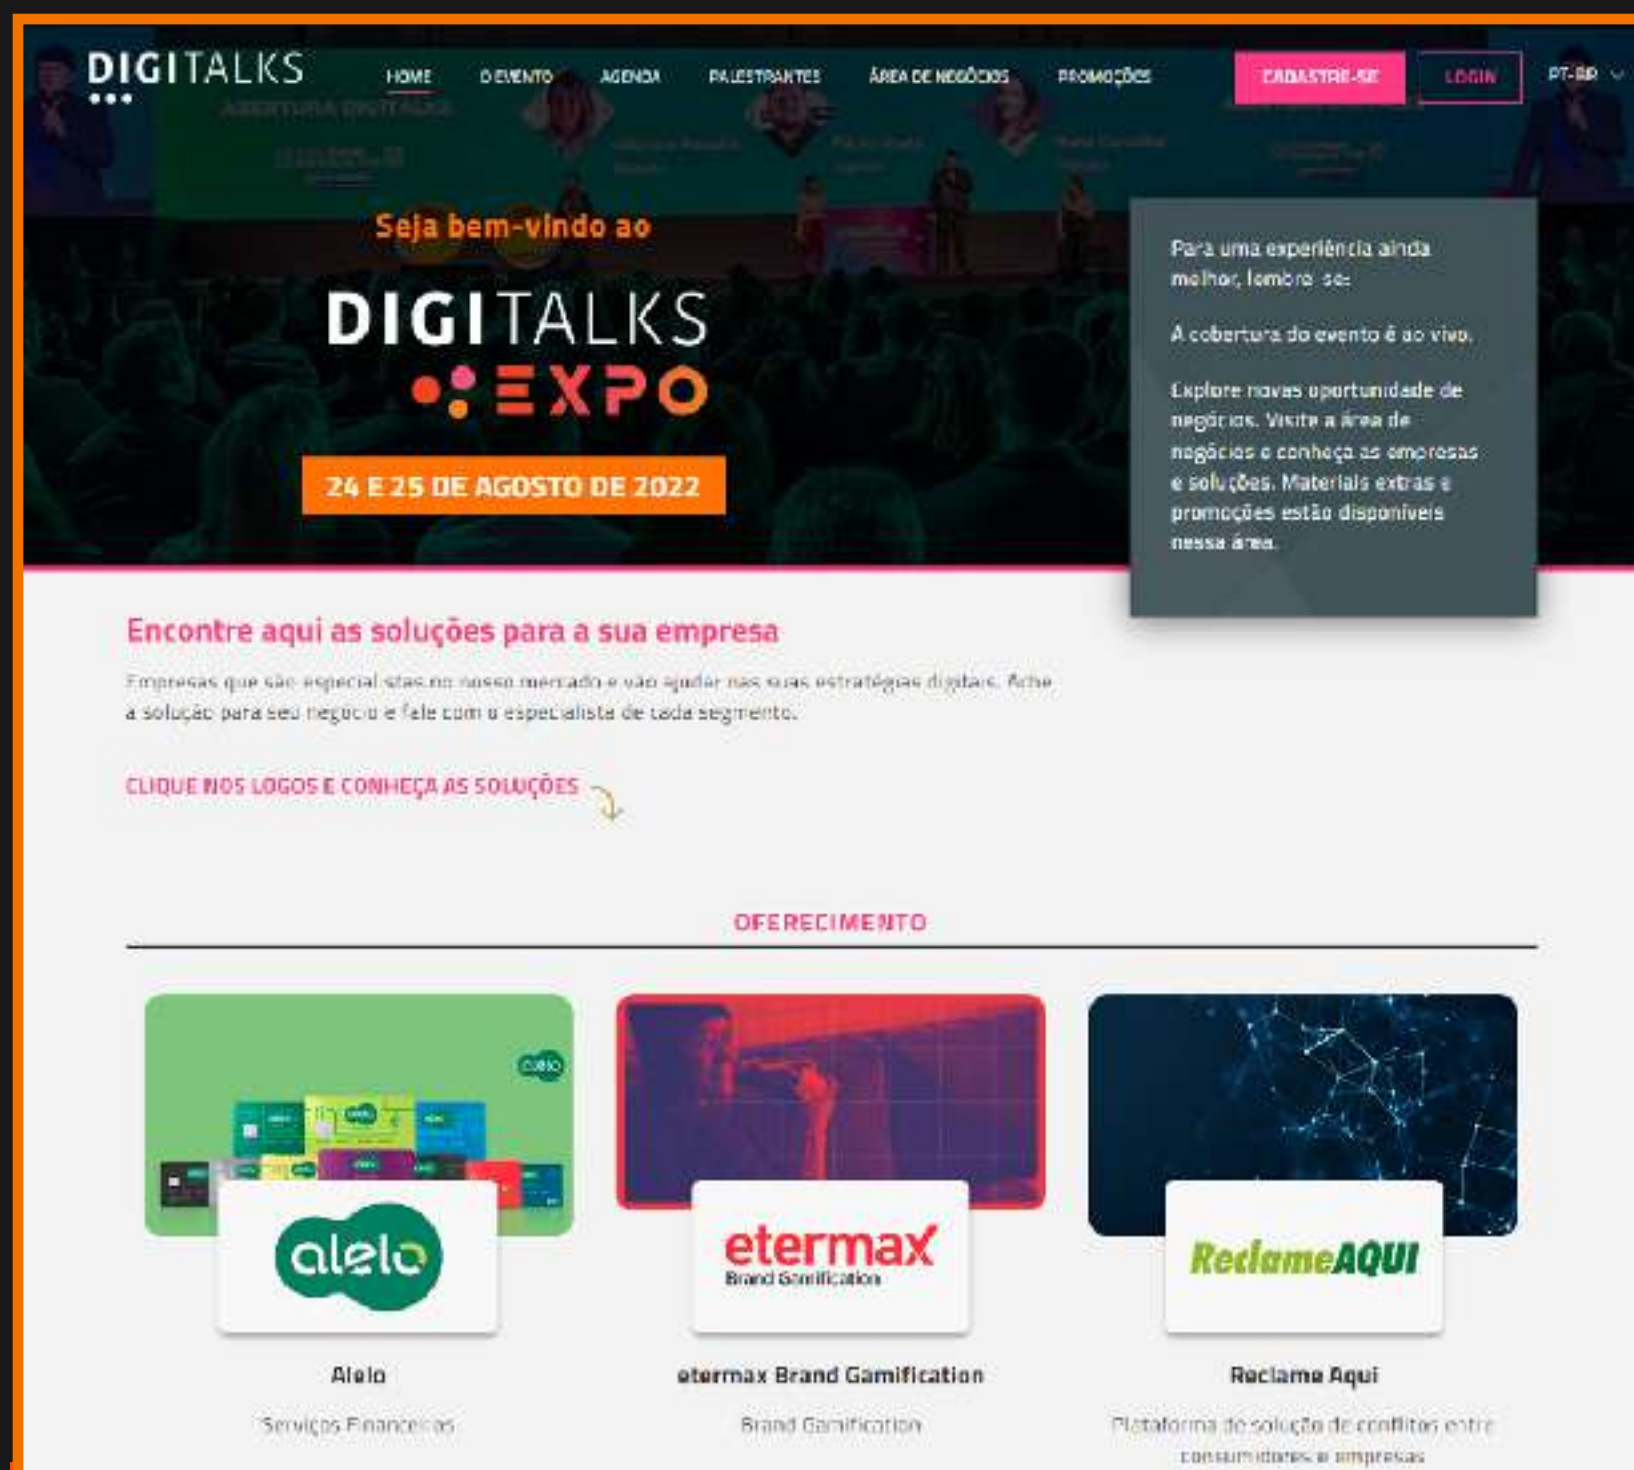 DIGITALKS
HOME O EVENTO AGENDA PALESTRANTES ÁREA DE NEGÓCIOS PROMOÇÕES CADASTRE-SE LOGIN PT-BR
ABERTURA DIGITALKS
Seja bem-vindo ao
DIGITALKS
EXPO
24 E 25 DE AGOSTO DE 2022
Para uma experiência ainda
melhor, lembre-se:
A cobertura do evento é ao vivo.
Explore novas oportunidade de
negócios. Visite a área de
negócios e conheça as empresas
e soluções. Materiais extras e
promoções estão disponíveis
nessa área.
Encontre aqui as soluções para a sua empresa
Empresas que são especialistas no nosso mercado e vão ajudar nas suas estratégias digitais. Ache
a solução para seu negócio e fale com o especialista de cada segmento.
CLIQUE NOS LOGOS E CONHEÇA AS SOLUÇÕES
OFERECIMENTO
alelo
alelo
alelo
etermax
Brand Gamification
ReclameAQUI
Alelo
etermax Brand Gamification
Reclame Aqui
Serviços Financeiros
Brand Gamification
Plataforma de solução de conflitos entre
consumidores e empresas